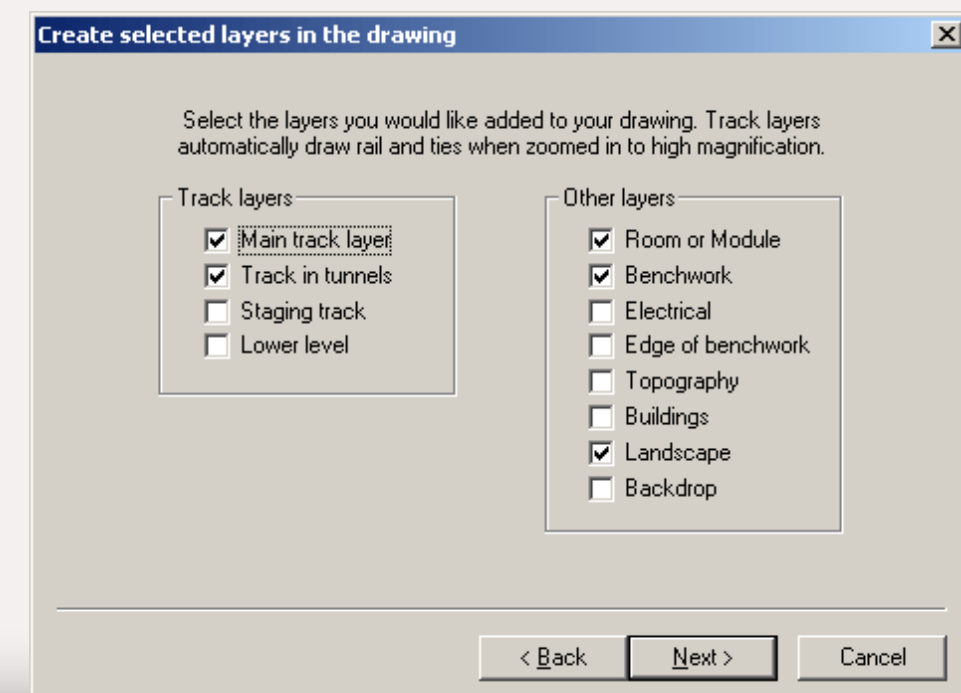 Create selected layers in the drawing
Select the layers you would like added to your drawing. Track layers
automatically draw rail and ties when zoomed in to high magnification.
Track layers
Main track layer
Track in tunnels
Staging track
Lower level
Other layers
Room or Module
Benchwork
Electrical
Edge of benchwork
Topography
Buildings
Landscape
Backdrop
< Back
Next >
Cancel